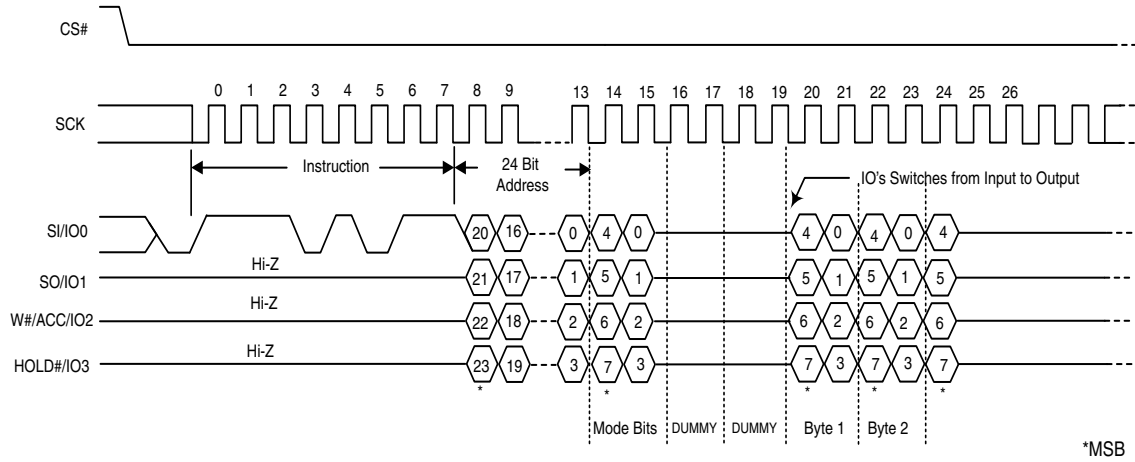 CS#
0 1 2 3 4 5 6 7 8 9 13 14 15 16 17 18 19 20 21 22 23 24 25 26
SCK
Instruction
24 Bit
Address
IO's Switches from Input to Output
SI/IO0 20 16 0 4 0 4 0 4 0 4
SO/IO1 Hi-Z 21 17 1 5 1 5 1 5 1 5
W#/ACC/IO2 Hi-Z 22 18 2 6 2 6 2 6 2 6
HOLD#/IO3 Hi-Z 23 19 3 7 3 7 3 7 3 7
* * * * *
Mode Bits DUMMY DUMMY Byte 1 Byte 2
*MSB